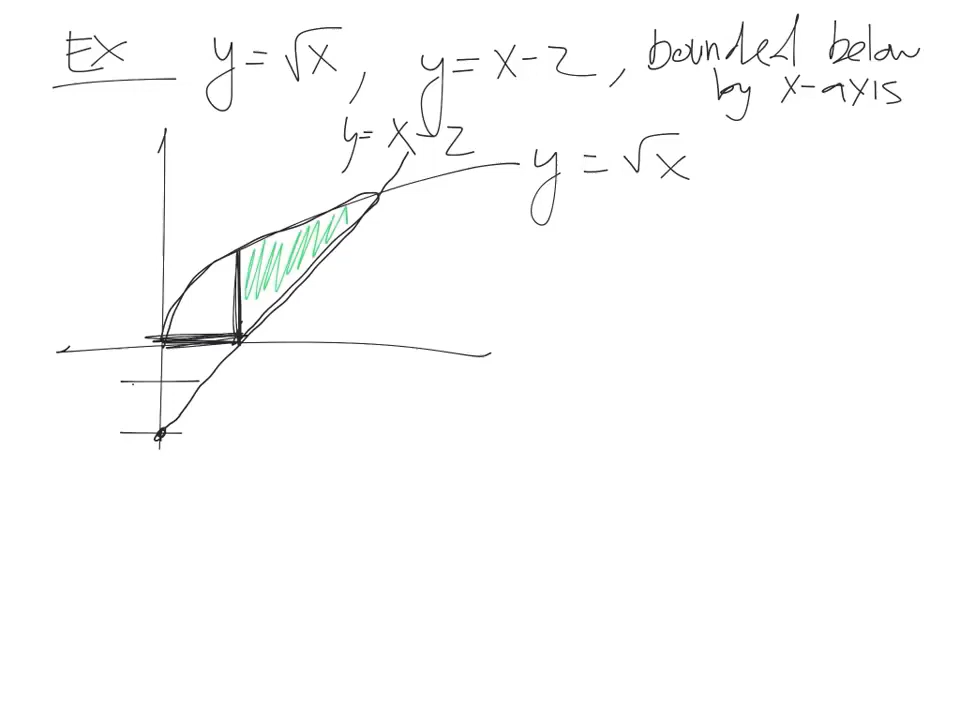 EX y = √x, y = x - 2, bounded below
by x-axis
y = x - 2
y = √x